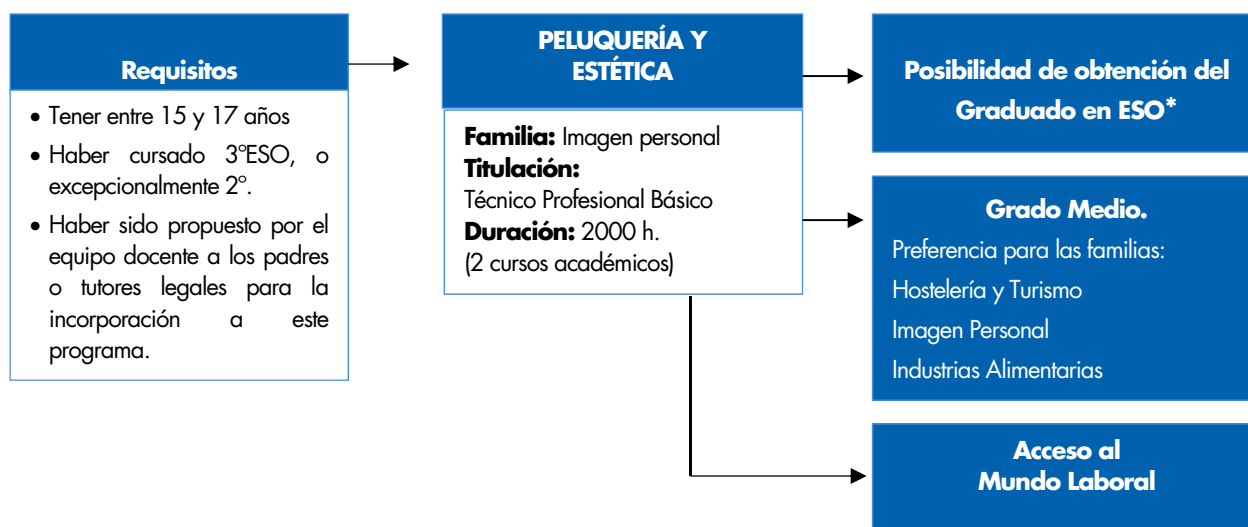 Requisitos
• Tener entre 15 y 17 años
• Haber cursado 3ºESO, o
excepcionalmente 2º.
• Haber sido propuesto por el
equipo docente a los padres
o tutores legales para la
incorporación a este
programa.
PELUQUERÍA Y
ESTÉTICA
Familia: Imagen personal
Titulación:
Técnico Profesional Básico
Duración: 2000 h.
(2 cursos académicos)
Posibilidad de obtención del
Graduado en ESO*
Grado Medio.
Preferencia para las familias:
Hostelería y Turismo
Imagen Personal
Industrias Alimentarias
Acceso al
Mundo Laboral